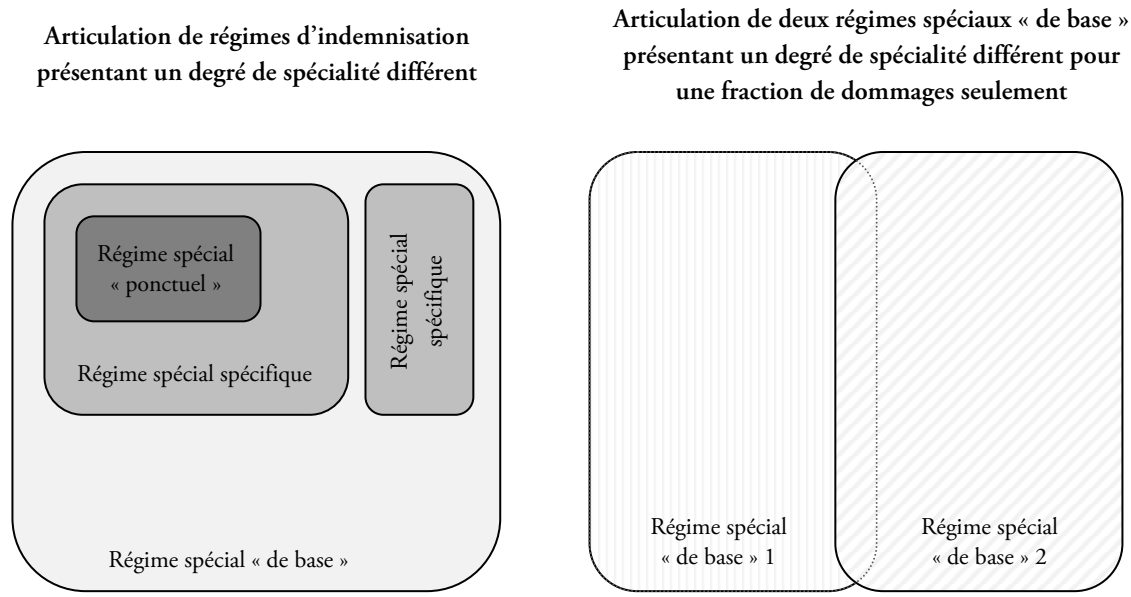 Articulation de régimes d’indemnisation
présentant un degré de spécialité différent
Régime spécial
« ponctuel »
Régime spécial spécifique
Régime spécial
spécifique
Régime spécial « de base »
Articulation de deux régimes spéciaux « de base »
présentant un degré de spécialité différent pour
une fraction de dommages seulement
Régime spécial
« de base » 1
Régime spécial
« de base » 2